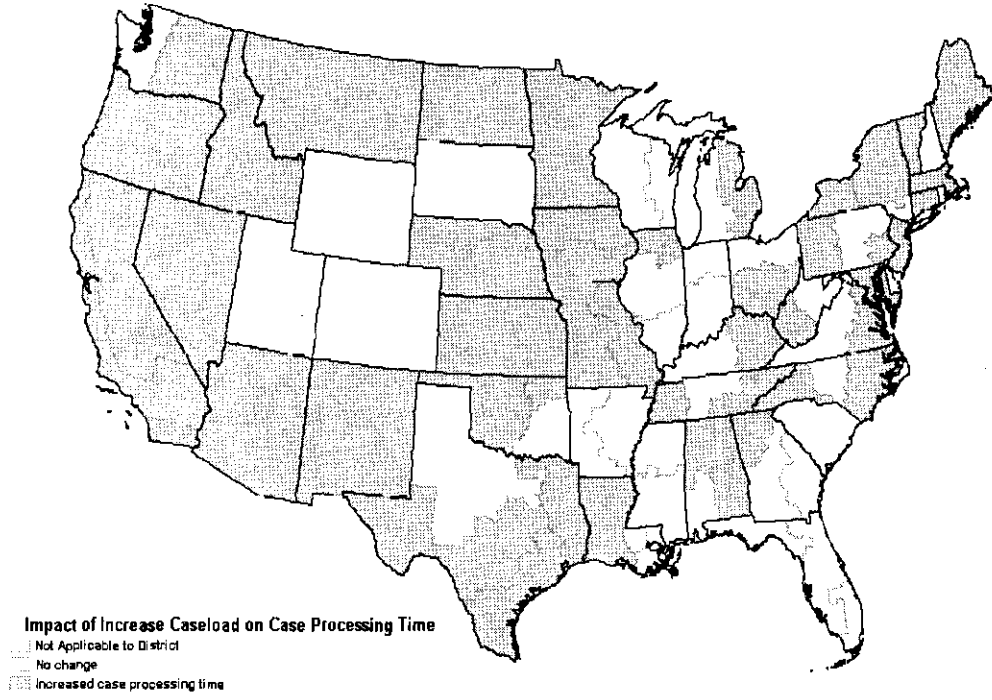 Impact of Increase Caseload on Case Processing Time
Not Applicable to District
No change
Increased case processing time